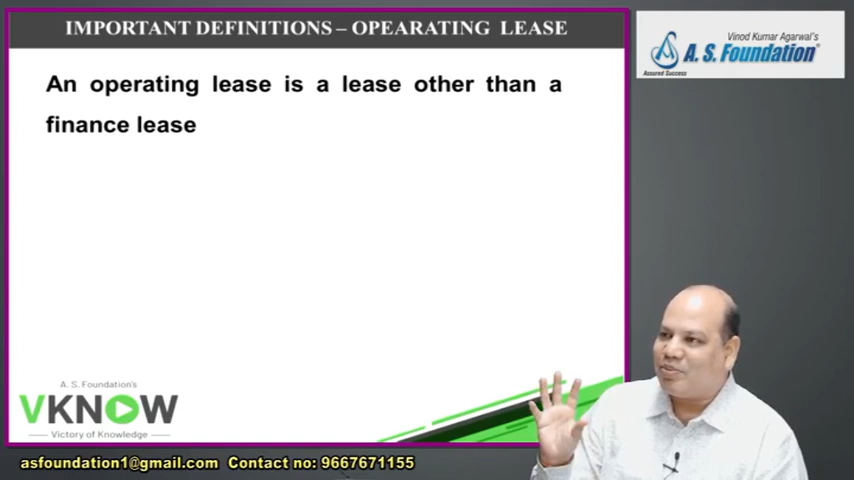 IMPORTANT DEFINITIONS – OPEARATING LEASE
Vinod Kumar Agarwal's
A. S. Foundation
Assured Success
An operating lease is a lease other than a
finance lease
A. S. Foundation's
VKNOW
Victory of Knowledge
asfoundation1@gmail.com Contact no: 9667671155